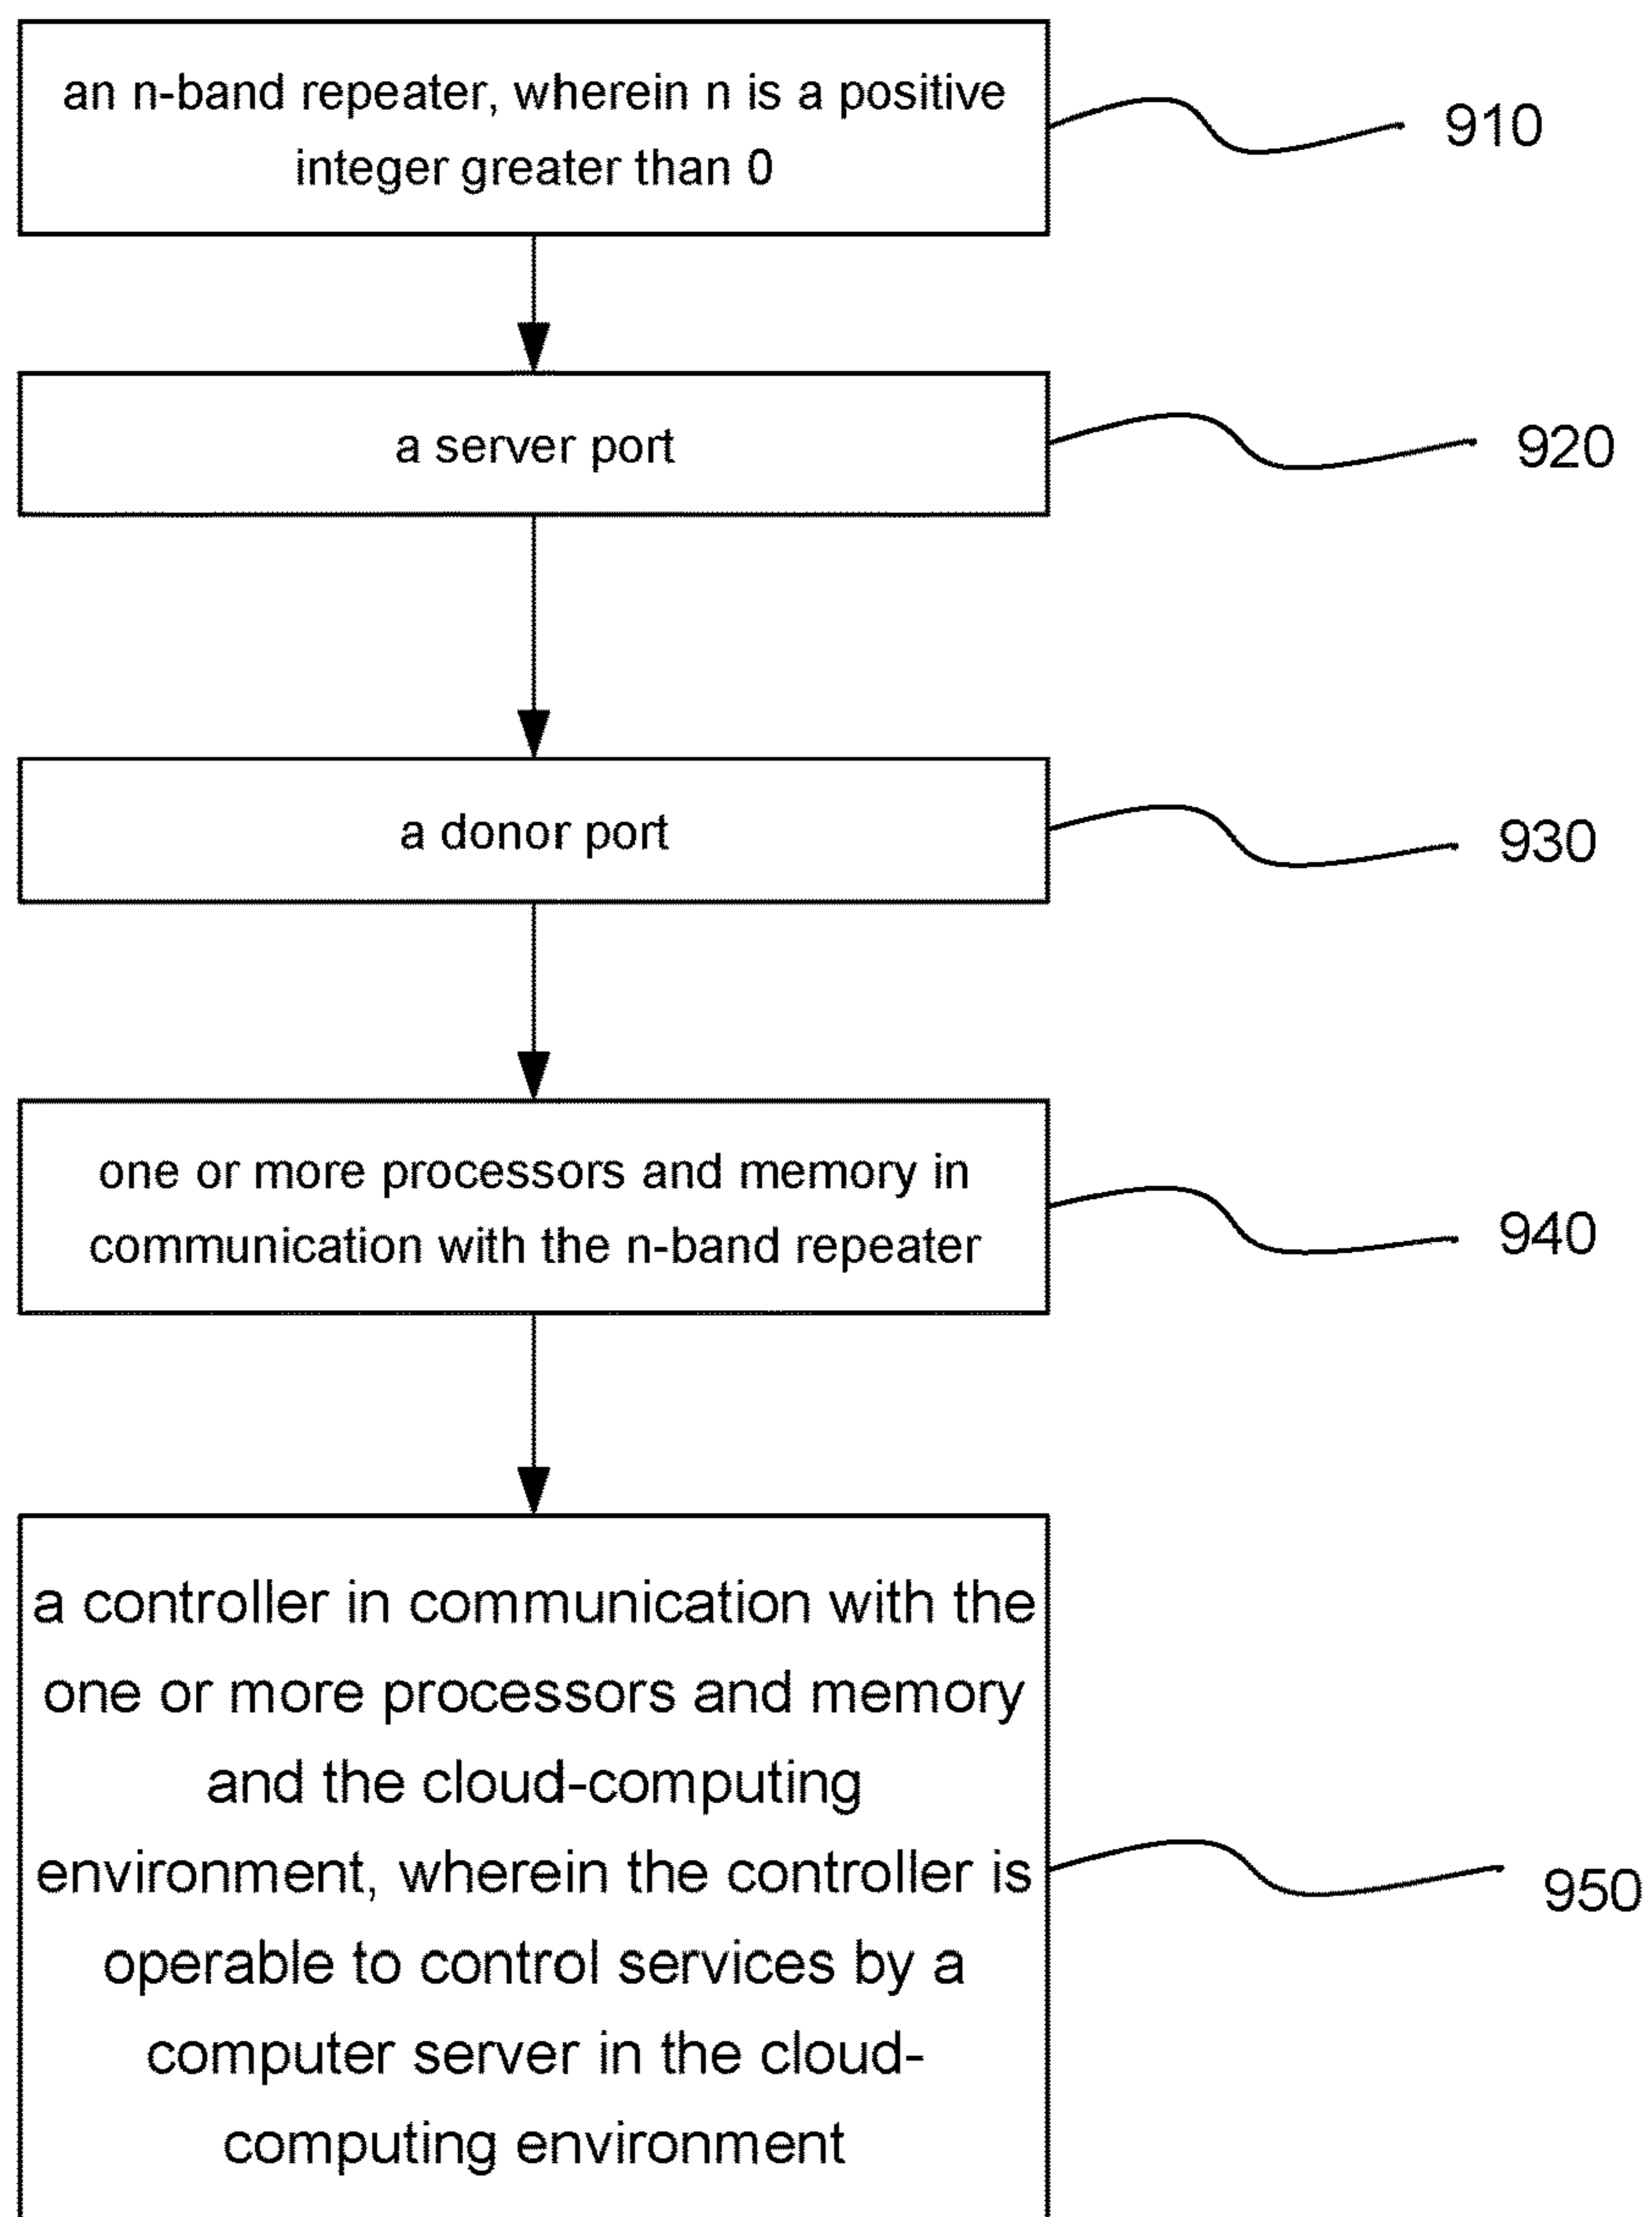 an n-band repeater, wherein n is a positive
integer greater than 0
910
a server port
920
a donor port
930
one or more processors and memory in
communication with the n-band repeater
940
a controller in communication with the
one or more processors and memory
and the cloud-computing
environment, wherein the controller is
operable to control services by a
computer server in the cloud-
computing environment
950